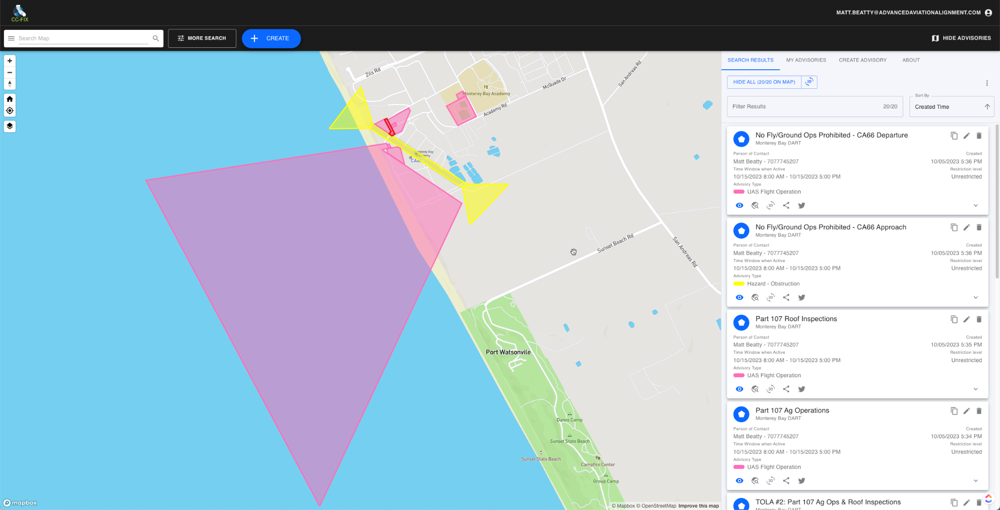 CC-FIX
MATT.BEATTY@ADVANCEDAVIATIONALIGNMENT.COM
Search Map
MORE SEARCH
CREATE
HIDE ADVISORIES
Zils Rd
McQuade Dr
San Andreas Rd
Monterey Bay Academy
Academy Rd
Monterey Bay
Academy
Sunset Beach Rd
San Andreas Rd
Port Watsonvile
Dunes Camp
Sunset State Beach
Sunset State Beach
Campfire Center
Group Camp
mapbox
© Mapbox © OpenStreetMap Improve this map
SEARCH RESULTS
MY ADVISORIES
CREATE ADVISORY
ABOUT
HIDE ALL (20/20 ON MAP)
3D
Filter Results
20/20
Sort By
Created Time
No Fly/Ground Ops Prohibited - CA66 Departure
Monterey Bay DART
Person of Contact
Created
Matt Beatty - 7077745207
10/05/2023 5:36 PM
Time Window when Active
Restriction level
10/15/2023 8:00 AM - 10/15/2023 5:00 PM
Unrestricted
Advisory Type
UAS Flight Operation
3D
No Fly/Ground Ops Prohibited - CA66 Approach
Monterey Bay DART
Person of Contact
Created
Matt Beatty - 7077745207
10/05/2023 5:36 PM
Time Window when Active
Restriction level
10/15/2023 8:00 AM - 10/15/2023 5:00 PM
Unrestricted
Advisory Type
Hazard - Obstruction
3D
Part 107 Roof Inspections
Monterey Bay DART
Person of Contact
Created
Matt Beatty - 7077745207
10/05/2023 5:35 PM
Time Window when Active
Restriction level
10/15/2023 8:00 AM - 10/15/2023 5:00 PM
Unrestricted
Advisory Type
UAS Flight Operation
3D
Part 107 Ag Operations
Monterey Bay DART
Person of Contact
Created
Matt Beatty - 7077745207
10/05/2023 5:34 PM
Time Window when Active
Restriction level
10/15/2023 8:00 AM - 10/15/2023 5:00 PM
Unrestricted
Advisory Type
UAS Flight Operation
3D
TOLA #2: Part 107 Ag Ops & Roof Inspections
Monterey Bay DART